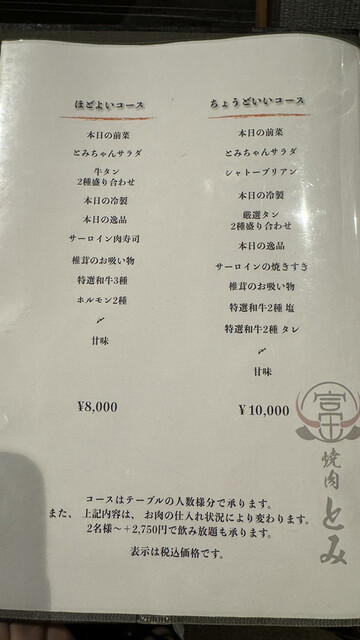 ほどよいコース
本日の前菜
とみちゃんサラダ
牛タン
2種盛り合わせ
本日の冷製
本日の逸品
サーロイン肉寿司
椎茸のお吸い物
特選和牛3種
ホルモン2種
〆
甘味
¥8,000
ちょうどいいコース
本日の前菜
とみちゃんサラダ
シャトーブリアン
本日の冷製
厳選タン
2種盛り合わせ
本日の逸品
サーロインの焼きすき
椎茸のお吸い物
特選和牛2種 塩
特選和牛2種 タレ
〆
甘味
¥10,000
富
焼肉とみ
コースはテーブルの人数様分で承ります。
また、上記内容は、お肉の仕入れ状況により変わります。
2名様〜+2,750円で飲み放題も承ります。
表示は税込価格です。